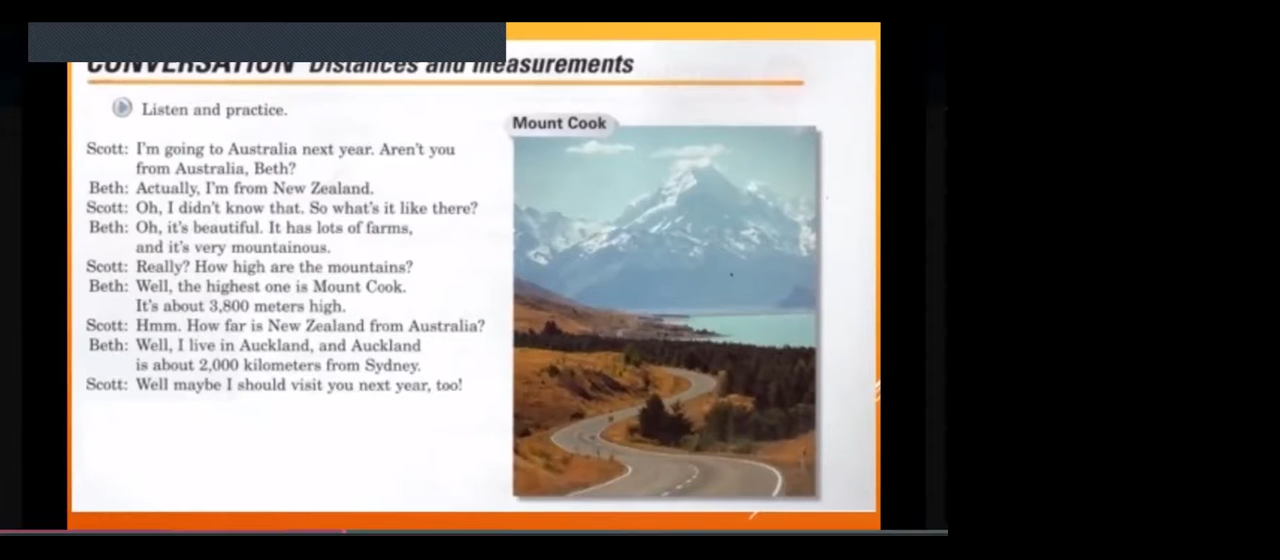 CONVERSATION Distances and measurements
Listen and practice.
Mount Cook
Scott: I'm going to Australia next year. Aren't you
from Australia, Beth?
Beth: Actually, I'm from New Zealand.
Scott: Oh, I didn't know that. So what's it like there?
Beth: Oh, it's beautiful. It has lots of farms,
and it's very mountainous.
Scott: Really? How high are the mountains?
Beth: Well, the highest one is Mount Cook.
It's about 3,800 meters high.
Scott: Hmm. How far is New Zealand from Australia?
Beth: Well, I live in Auckland, and Auckland
is about 2,000 kilometers from Sydney.
Scott: Well maybe I should visit you next year, too!